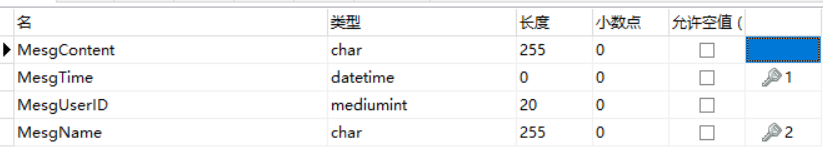 名 类型 长度 小数点 允许空值 (
MesgContent char 255 0
MesgTime datetime 0 0 1
MesgUserID mediumint 20 0
MesgName char 255 0 2